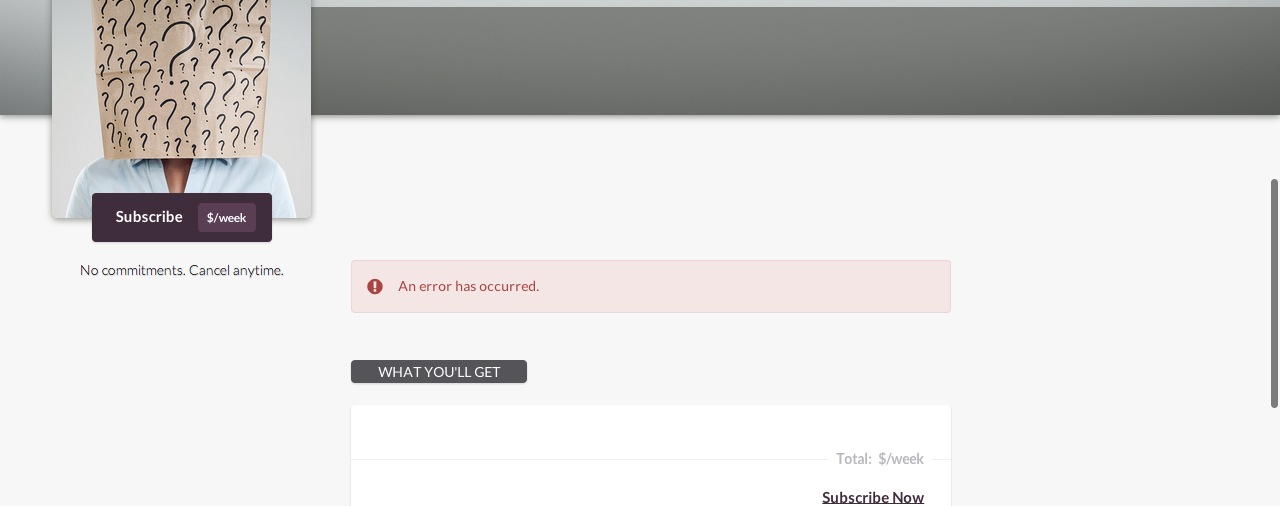 Subscribe $/week
No commitments. Cancel anytime.
An error has occurred.
WHAT YOU'LL GET
Total: $/week
Subscribe Now